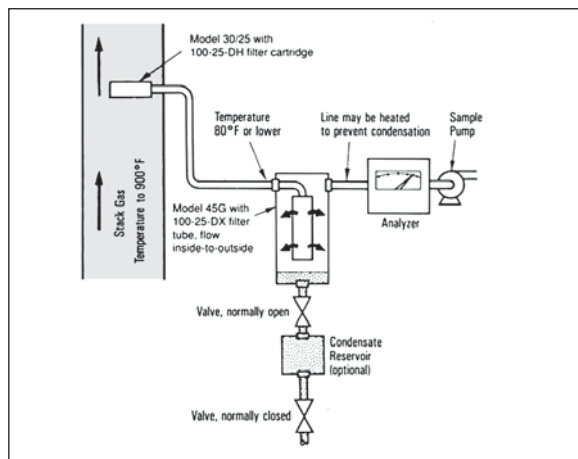 Model 30/25 with
100-25-DH filter cartridge
Stack Gas
Temperature to 900°F
Temperature
80°F or lower
Line may be heated
to prevent condensation
Sample
Pump
Analyzer
Model 45G with
100-25-DX filter
tube, flow
inside-to-outside
Valve, normally open
Condensate
Reservoir
(optional)
Valve, normally closed